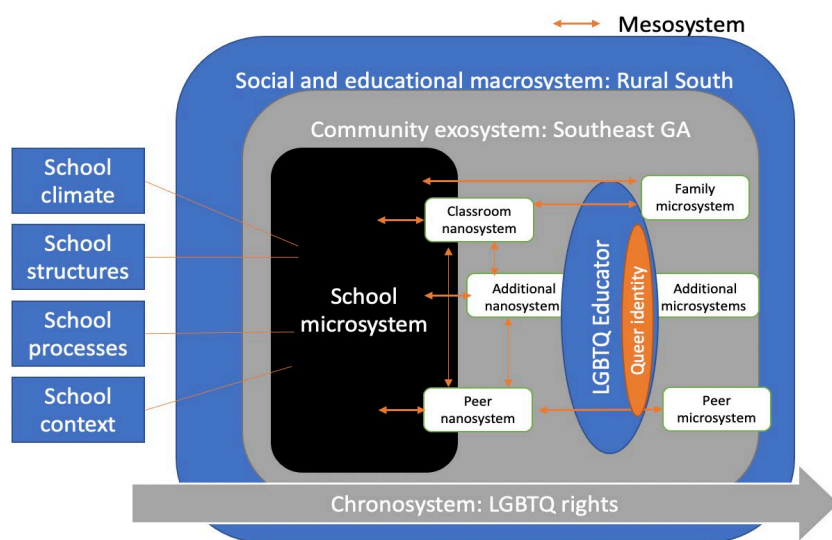 Mesosystem
Social and educational macrosystem: Rural South
Community exosystem: Southeast GA
School
climate
School
structures
School
processes
School
context
School
microsystem
Classroom
nanosystem
Additional
nanosystem
Peer
nanosystem
LGBTQ Educator
Queer identity
Family
microsystem
Additional
microsystems
Peer
microsystem
Chronosystem: LGBTQ rights